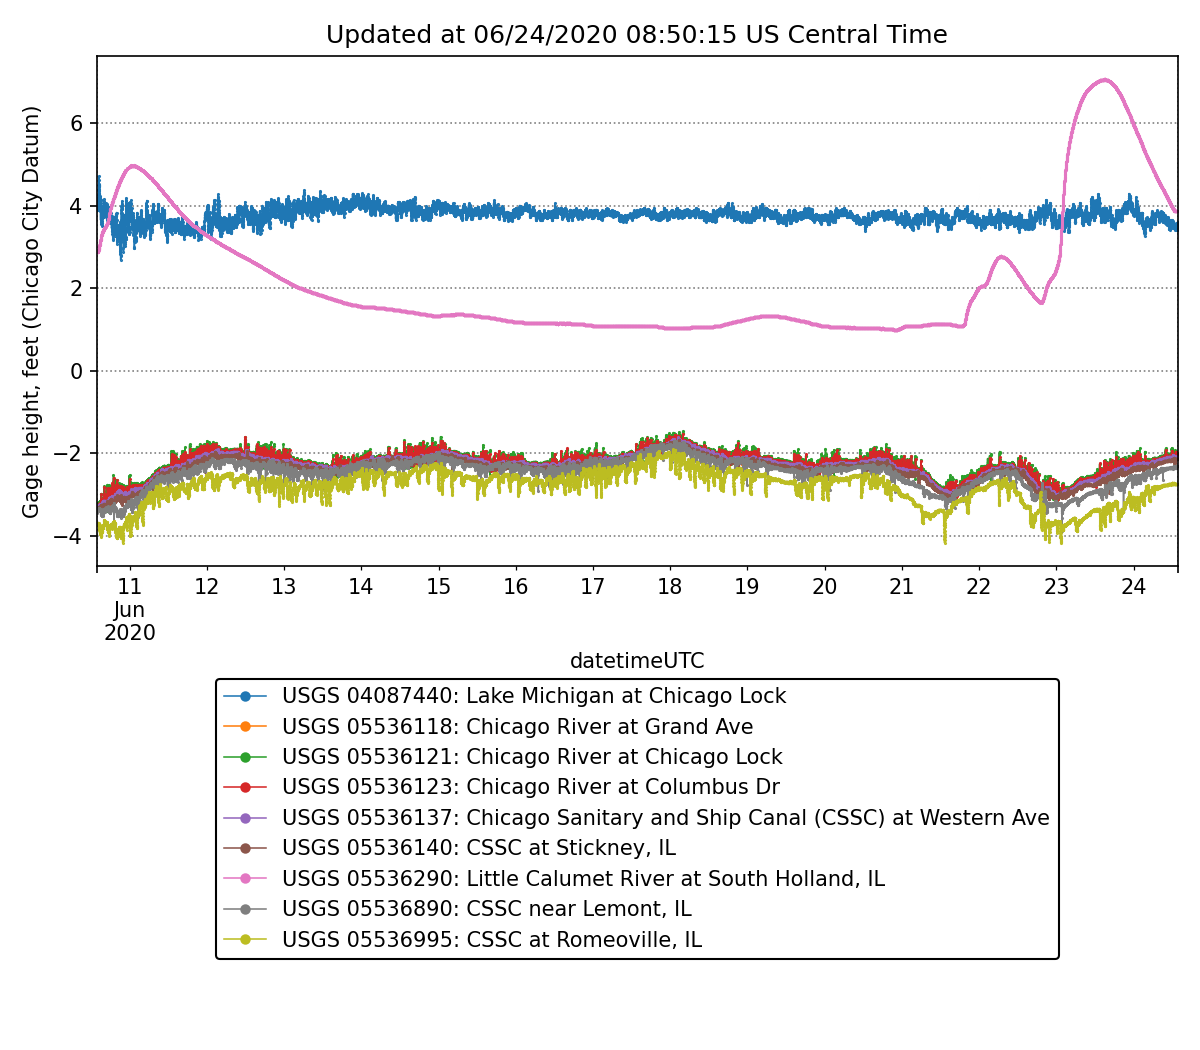 Updated at 06/24/2020 08:50:15 US Central Time
Gage height, feet (Chicago City Datum)
6
4
2
0
−2
−4
11 12 13 14 15 16 17 18 19 20 21 22 23 24
Jun
2020
datetimeUTC
USGS 04087440: Lake Michigan at Chicago Lock
USGS 05536118: Chicago River at Grand Ave
USGS 05536121: Chicago River at Chicago Lock
USGS 05536123: Chicago River at Columbus Dr
USGS 05536137: Chicago Sanitary and Ship Canal (CSSC) at Western Ave
USGS 05536140: CSSC at Stickney, IL
USGS 05536290: Little Calumet River at South Holland, IL
USGS 05536890: CSSC near Lemont, IL
USGS 05536995: CSSC at Romeoville, IL